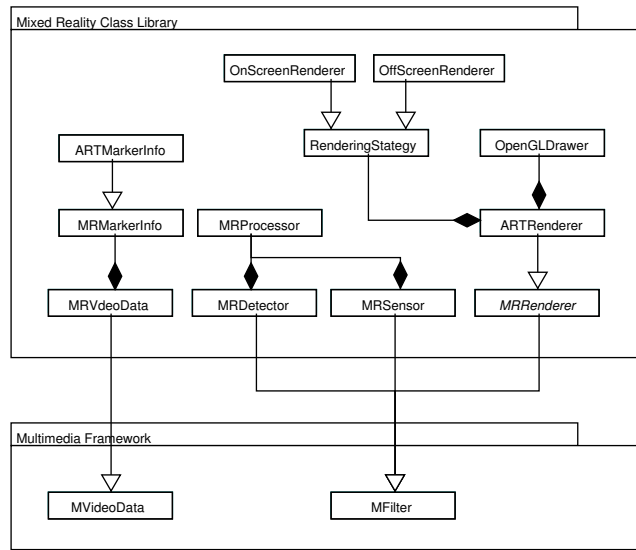 Mixed Reality Class Library
OnScreenRenderer
OffScreenRenderer
ARTMarkerInfo
RenderingStategy
OpenGLDrawer
MRMarkerInfo
MRProcessor
ARTRenderer
MRVdeoData
MRDetector
MRSensor
MRRenderer
Multimedia Framework
MVideoData
MFilter